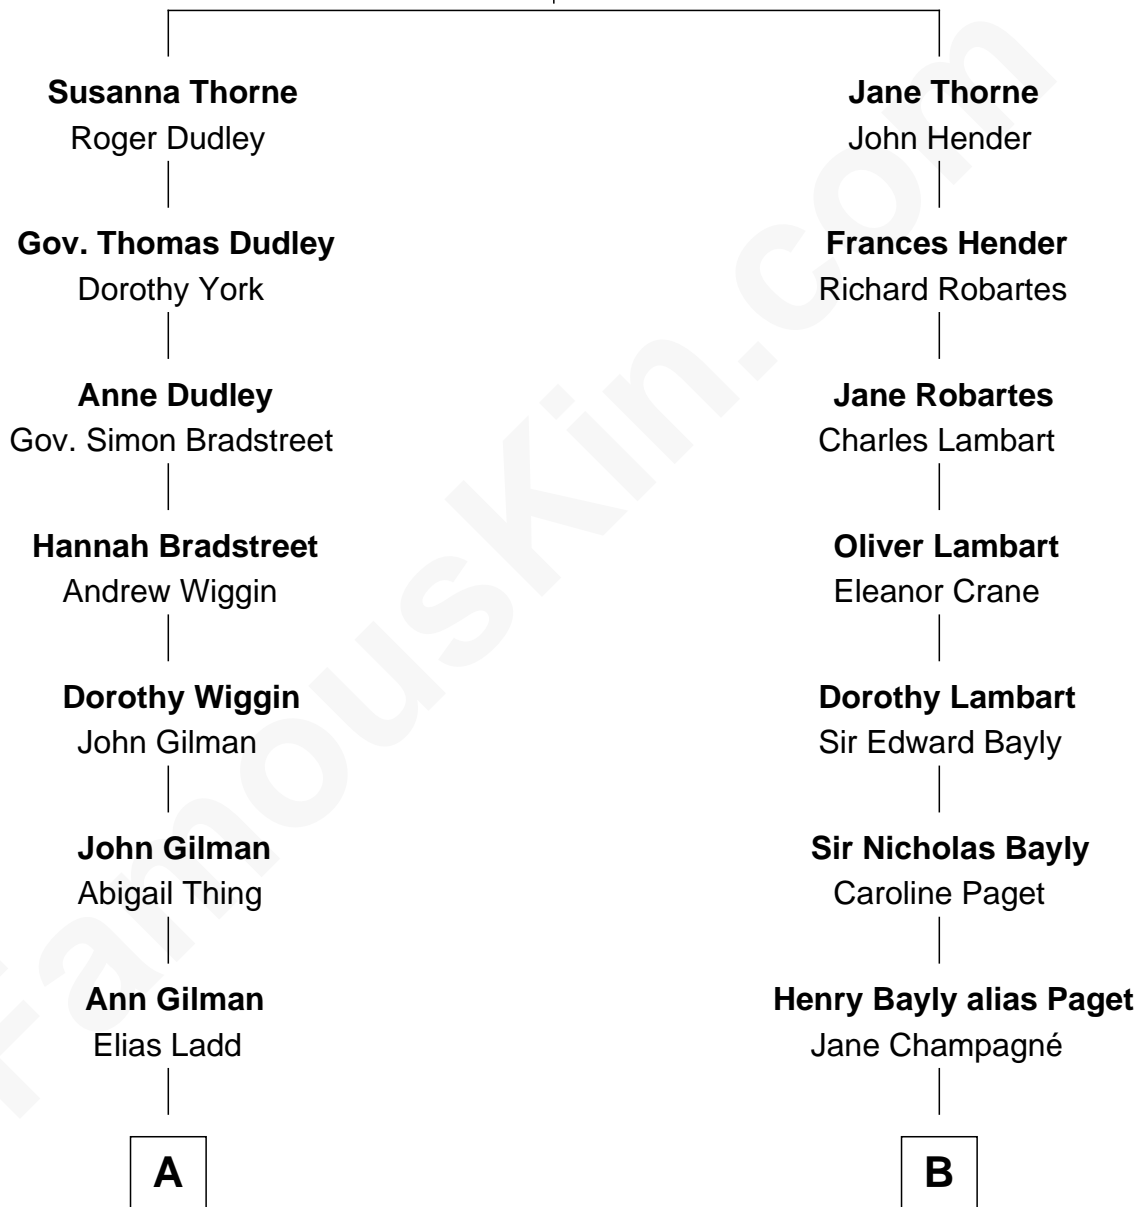 Susanna Thorne
Roger Dudley
Jane Thorne
John Hender
Gov. Thomas Dudley
Dorothy York
Frances Hender
Richard Robartes
Anne Dudley
Gov. Simon Bradstreet
Jane Robartes
Charles Lambart
Hannah Bradstreet
Andrew Wiggin
Oliver Lambart
Eleanor Crane
Dorothy Wiggin
John Gilman
Dorothy Lambart
Sir Edward Bayly
John Gilman
Abigail Thing
Sir Nicholas Bayly
Caroline Paget
Ann Gilman
Elias Ladd
Henry Bayly alias Paget
Jane Champagné
A
B
FamousKin.com